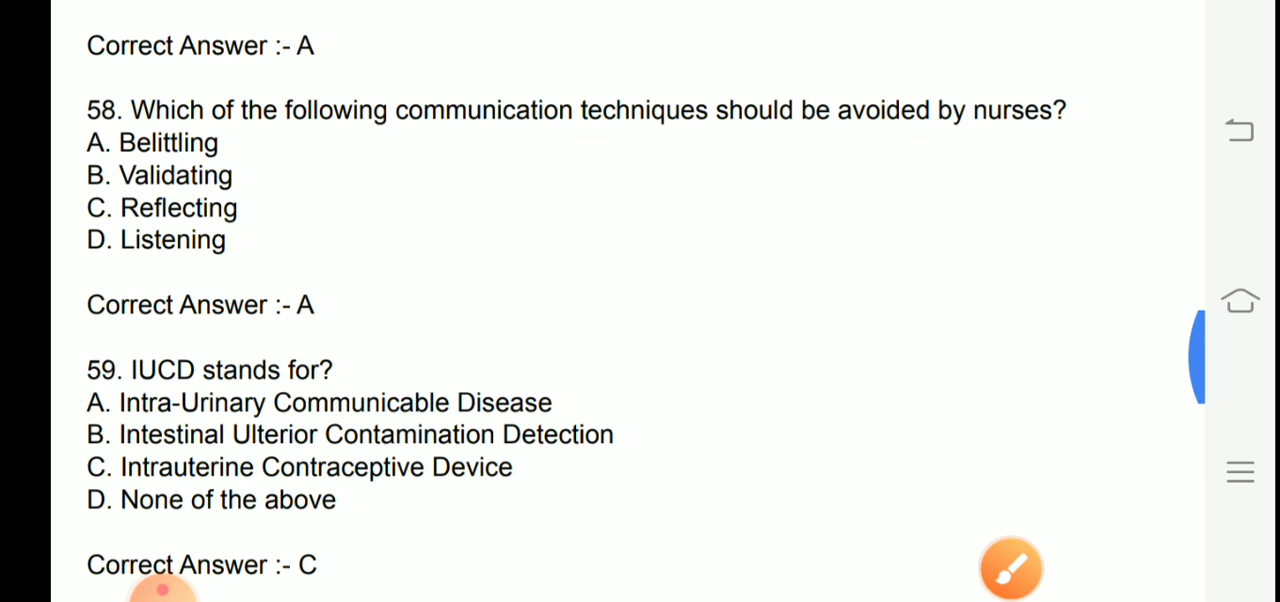 Correct Answer :- A
58. Which of the following communication techniques should be avoided by nurses?
A. Belittling
B. Validating
C. Reflecting
D. Listening
Correct Answer :- A
59. IUCD stands for?
A. Intra-Urinary Communicable Disease
B. Intestinal Ulterior Contamination Detection
C. Intrauterine Contraceptive Device
D. None of the above
Correct Answer :- C